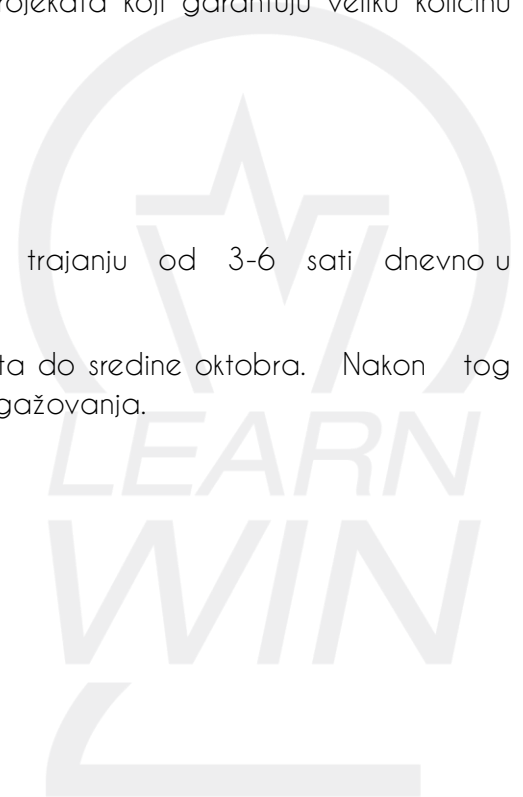 rojekata koji garantuju veliku količinu
trajanju od 3-6 sati dnevno u
ta do sredine oktobra. Nakon tog
gažovanja.
LEARN
WIN